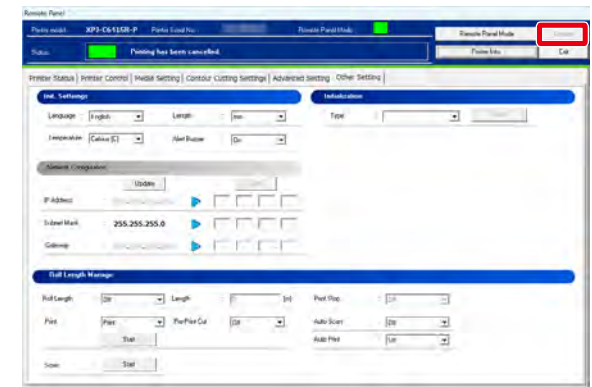 Remote Panel
Printer model: XPJ-C641SR-P Printer Serial No.: Remote Panel Mode: Remote Panel Mode
Status: Printing has been cancelled. Printer Info. Exit
Printer Status | Printer Control | Media Setting | Contour Cutting Settings | Advanced Setting Other Setting
Init. Settings Initialization
Language : English Length : mm Type :
Temperature : Celsius [C] Alert Buzzer : On
Network Configuration
Update
IP Address
Subnet Mask 255.255.255.0
Gateway
Roll Length Manage
Roll Length : Off Length : [m] Print Stop : Off
Print : Print Pre-Print Cut : Off Auto Scan : Off
Start Auto Print : Off
Scale : Start